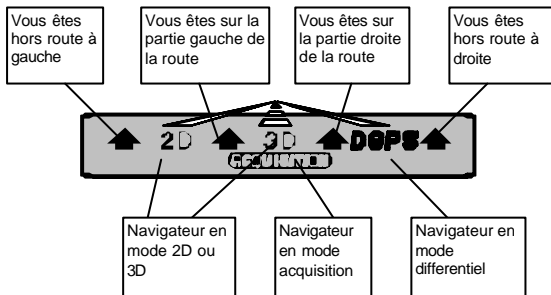 Vous êtes
hors route à
gauche
Vous êtes sur la
partie gauche de
la route
Vous êtes sur
la partie droite
de la route
Vous êtes
hors route à
droite
2D 3D DGPS
ACQUISITION
Navigateur en
mode 2D ou
3D
Navigateur
en mode
acquisition
Navigateur en
mode
differentiel